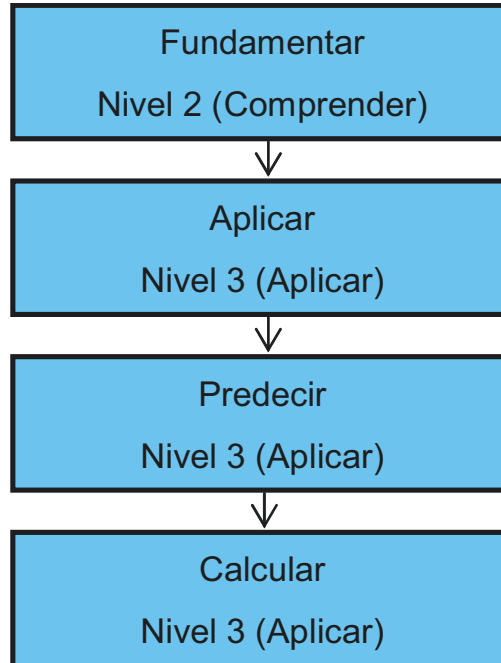 Fundamentar
Nivel 2 (Comprender)
Aplicar
Nivel 3 (Aplicar)
Predecir
Nivel 3 (Aplicar)
Calcular
Nivel 3 (Aplicar)